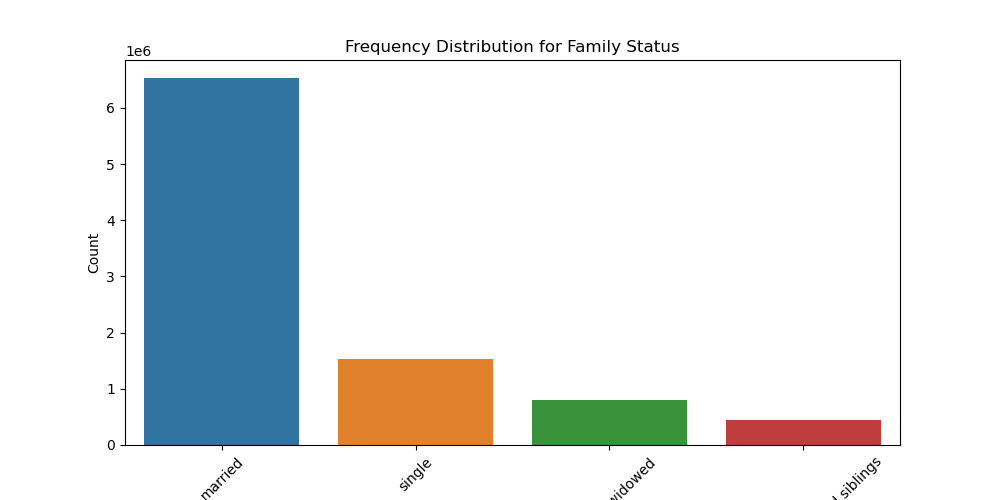 Frequency Distribution for Family Status
1e6
6
5
4
3
2
1
0
Count
married
single
widowed
siblings